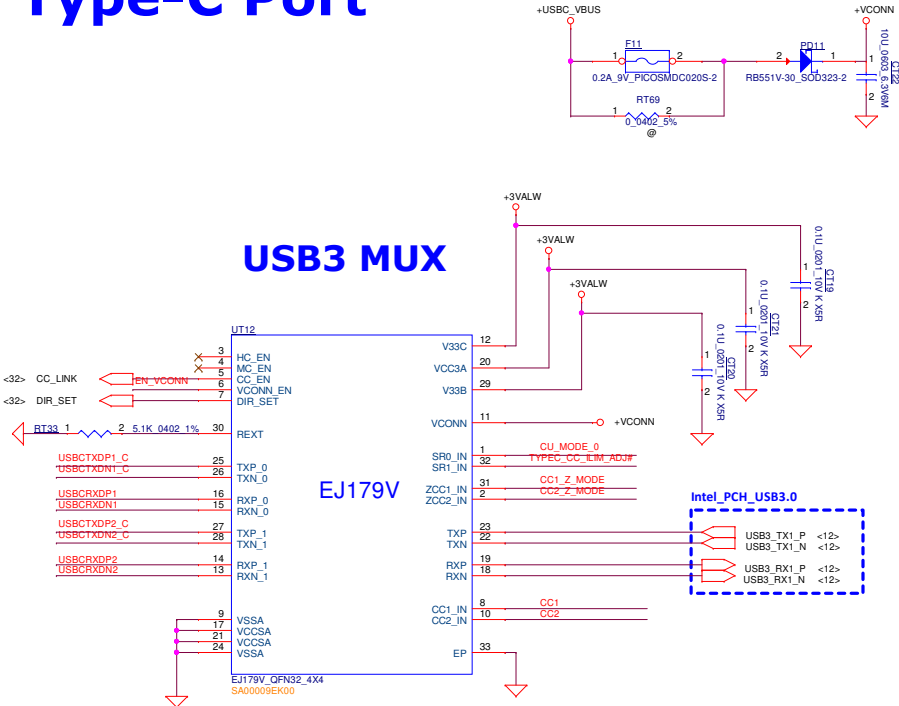 Type-C Port
+USBC_VBUS
+VCONN
F11
1 2
0.2A_9V_PICOSMDC020S-2
PD11
2 1
RB551V-30_SOD323-2
RT69
1 2
0_0402_5%
@
1
2
10U_0603_6.3V6M
CT22
USB3 MUX
+3VALW
+3VALW
+3VALW
1
2
0.1U_0201_10V K X5R
CT19
1
2
0.1U_0201_10V K X5R
CT21
1
2
0.1U_0201_10V K X5R
CT20
UT12
3 HC_EN
4 MC_EN
<32> CC_LINK 5 CC_EN
EN_VCONN 6 VCONN_EN
<32> DIR_SET 7 DIR_SET
RT33 1 2 5.1K_0402_1% 30 REXT
USBCTXDP1_C 25 TXP_0
USBCTXDN1_C 26 TXN_0
USBCRXDP1 16 RXP_0
USBCRXDN1 15 RXN_0
USBCTXDP2_C 27 TXP_1
USBCTXDN2_C 28 TXN_1
USBCRXDP2 14 RXP_1
USBCRXDN2 13 RXN_1
9 VSSA
17 VCCSA
21 VCCSA
24 VSSA
EJ179V
V33C 12
VCC3A 20
V33B 29
VCONN 11 +VCONN
SR0_IN 1 CU_MODE_0
SR1_IN 32 TYPEC_CC_ILIM_ADJ#
ZCC1_IN 31 CC1_Z_MODE
ZCC2_IN 2 CC2_Z_MODE
Intel_PCH_USB3.0
TXP 23 USB3_TX1_P <12>
TXN 22 USB3_TX1_N <12>
RXP 19 USB3_RX1_P <12>
RXN 18 USB3_RX1_N <12>
CC1_IN 8 CC1
CC2_IN 10 CC2
EP 33
EJ179V_QFN32_4X4
SA00009EK00